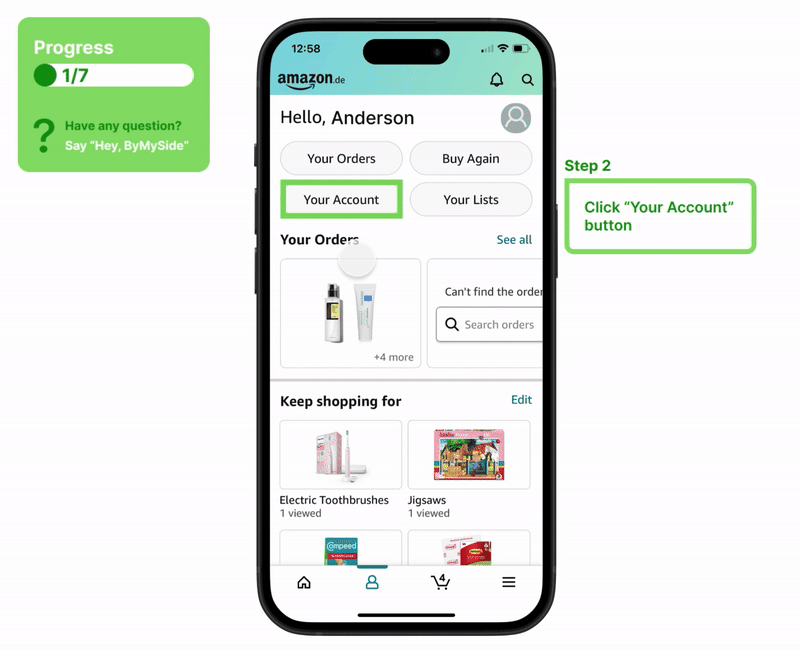 Progress
1/7
Have any question?
Say “Hey, ByMySide”
12:58
amazon.de
Hello, Anderson
Your Orders
Buy Again
Your Account
Your Lists
Step 2
Click “Your Account”
button
Your Orders
See all
+4 more
Can't find the order
Search orders
Keep shopping for
Edit
Electric Toothbrushes
1 viewed
Jigsaws
1 viewed
Compeed
4